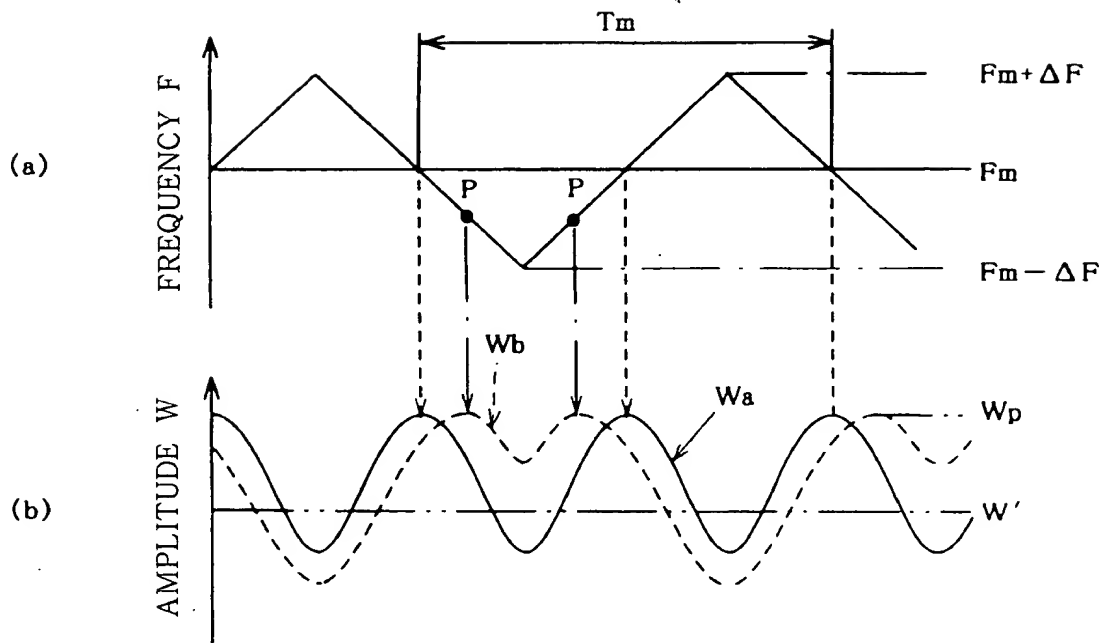 Tm
Fm+ΔF
FREQUENCY F
(a)
Fm
P P
Fm−ΔF
Wb
Wa
AMPLITUDE W
Wp
(b)
W'